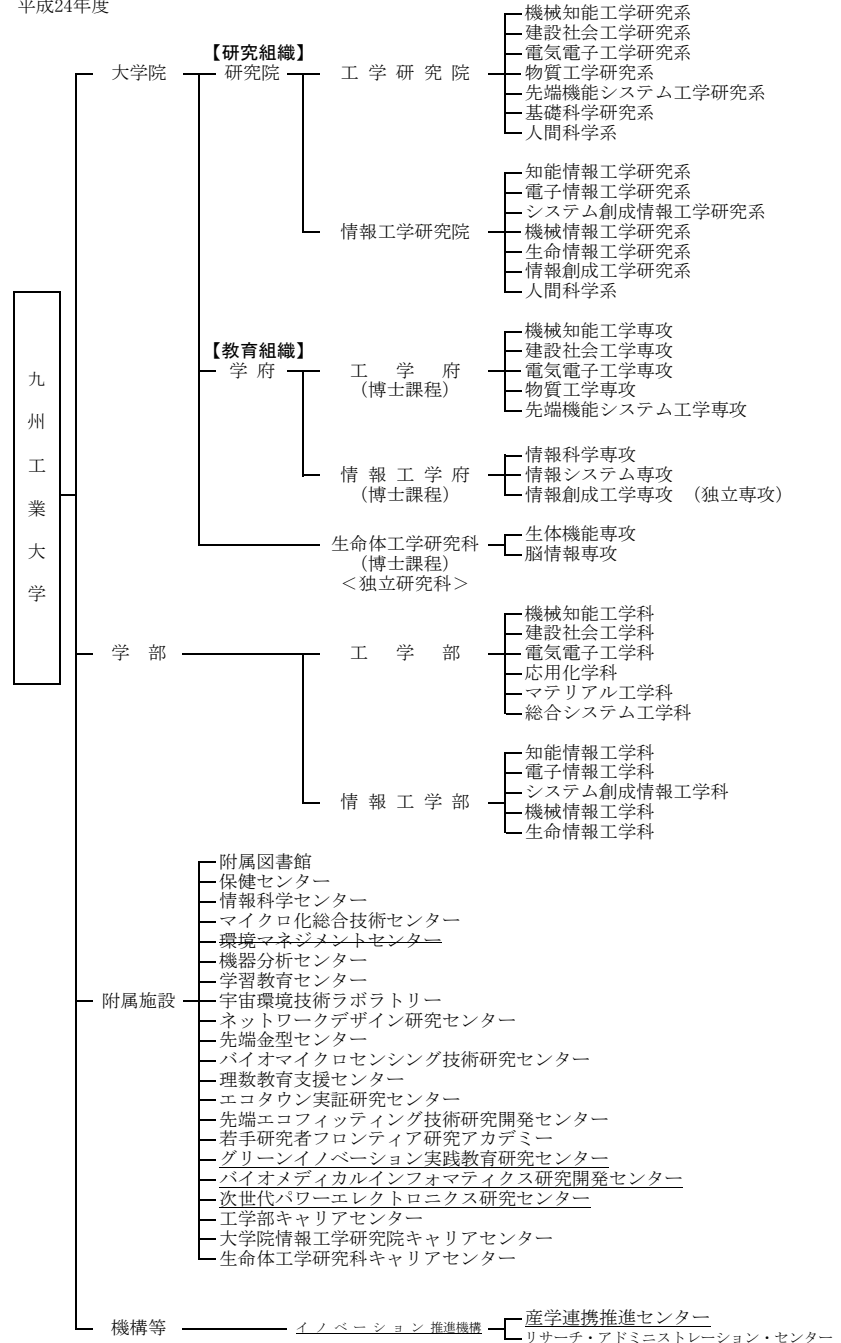 平成24年度
九州工業大学
大学院
【研究組織】
研究院
工学研究院
機械知能工学研究系
建設社会工学研究系
電気電子工学研究系
物質工学研究系
先端機能システム工学研究系
基礎科学研究系
人間科学系
情報工学研究院
知能情報工学研究系
電子情報工学研究系
システム創成情報工学研究系
機械情報工学研究系
生命情報工学研究系
情報創成工学研究系
人間科学系
【教育組織】
学府
工学府
(博士課程)
機械知能工学専攻
建設社会工学専攻
電気電子工学専攻
物質工学専攻
先端機能システム工学専攻
情報工学府
(博士課程)
情報科学専攻
情報システム専攻
情報創成工学専攻 (独立専攻)
生命体工学研究科
(博士課程)
<独立研究科>
生体機能専攻
脳情報専攻
学部
工学部
機械知能工学科
建設社会工学科
電気電子工学科
応用化学科
マテリアル工学科
総合システム工学科
情報工学部
知能情報工学科
電子情報工学科
システム創成情報工学科
機械情報工学科
生命情報工学科
附属施設
附属図書館
保健センター
情報科学センター
マイクロ化総合技術センター
環境マネジメントセンター
機器分析センター
学習教育センター
宇宙環境技術ラボラトリー
ネットワークデザイン研究センター
先端金型センター
バイオマイクロセンシング技術研究センター
理数教育支援センター
エコタウン実証研究センター
先端エコフィッティング技術研究開発センター
若手研究者フロンティア研究アカデミー
グリーンイノベーション実践教育研究センター
バイオメディカルインフォマティクス研究開発センター
次世代パワーエレクトロニクス研究センター
工学部キャリアセンター
大学院情報工学研究院キャリアセンター
生命体工学研究科キャリアセンター
機構等
イノベーション推進機構
産学連携推進センター
リサーチ・アドミニストレーション・センター